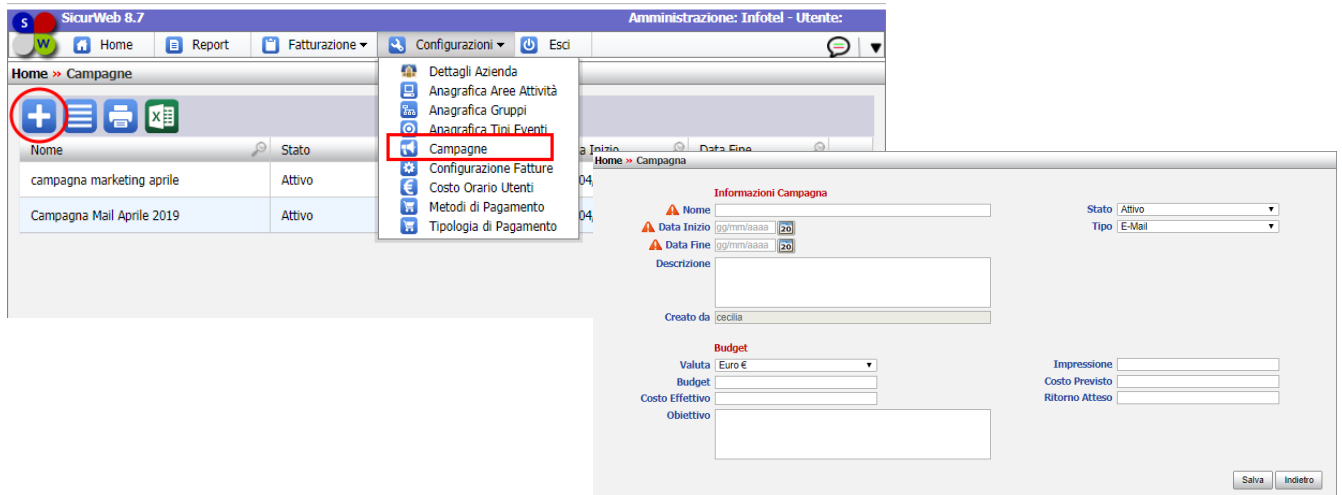 S SicurWeb 8.7 Amministrazione: Infotel - Utente:
W Home Report Fatturazione Configurazioni Esci
Home » Campagne
Dettagli Azienda
Anagrafica Aree Attività
Anagrafica Gruppi
Anagrafica Tipi Eventi
Campagne
Configurazione Fatture
Costo Orario Utenti
Metodi di Pagamento
Tipologia di Pagamento
Nome Stato a Inizio Data Fine
campagna marketing aprile Attivo 04,
Campagna Mail Aprile 2019 Attivo 04,
Home » Campagna
Informazioni Campagna
Nome Stato Attivo
Data Inizio gg/mm/aaaa 20 Tipo E-Mail
Data Fine gg/mm/aaaa 20
Descrizione
Creato da cecilia
Budget
Valuta Euro € Impressione
Budget Costo Previsto
Costo Effettivo Ritorno Atteso
Obiettivo
Salva Indietro